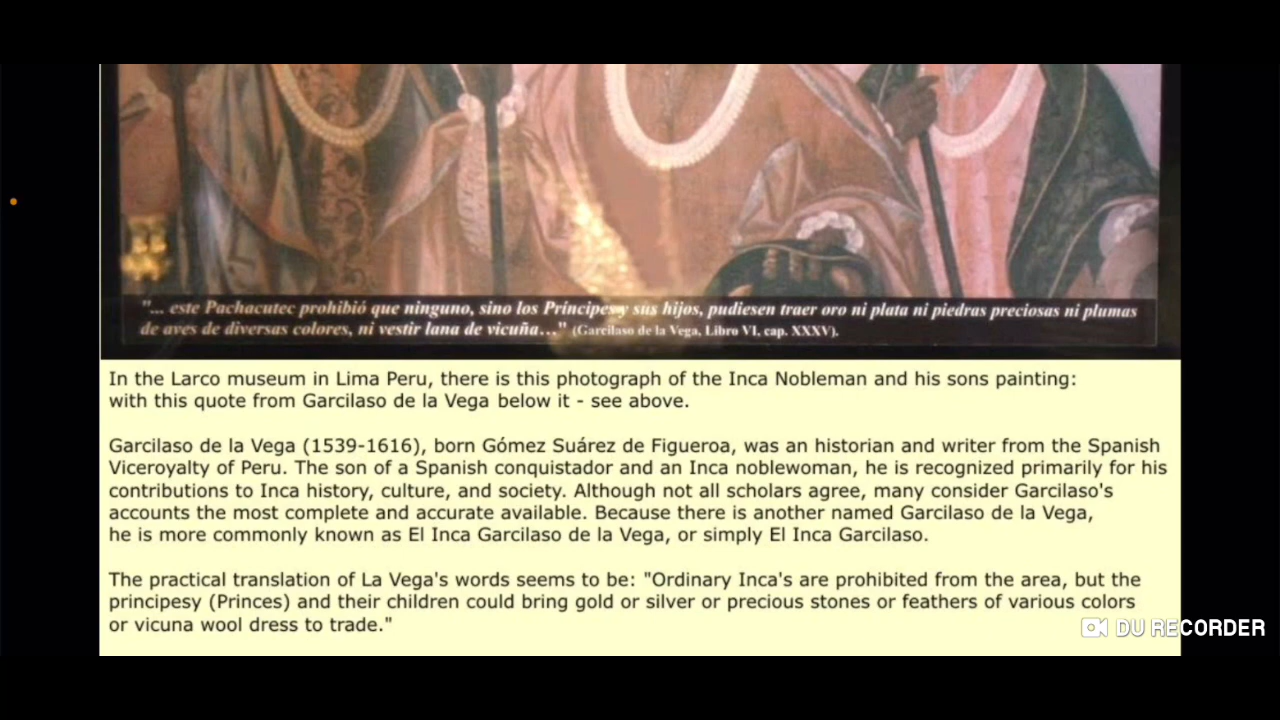 "... este Pachacutec prohibió que ninguno, sino los Príncipes y sus hijos, pudiesen traer oro ni plata ni piedras preciosas ni plumas
de aves de diversas colores, ni vestir lana de vicuña…" (Garcilaso de la Vega, Libro VI, cap. XXXV).
In the Larco museum in Lima Peru, there is this photograph of the Inca Nobleman and his sons painting:
with this quote from Garcilaso de la Vega below it - see above.
Garcilaso de la Vega (1539-1616), born Gómez Suárez de Figueroa, was an historian and writer from the Spanish
Viceroyalty of Peru. The son of a Spanish conquistador and an Inca noblewoman, he is recognized primarily for his
contributions to Inca history, culture, and society. Although not all scholars agree, many consider Garcilaso's
accounts the most complete and accurate available. Because there is another named Garcilaso de la Vega,
he is more commonly known as El Inca Garcilaso de la Vega, or simply El Inca Garcilaso.
The practical translation of La Vega's words seems to be: "Ordinary Inca's are prohibited from the area, but the
principesy (Princes) and their children could bring gold or silver or precious stones or feathers of various colors
or vicuna wool dress to trade."
DU RECORDER